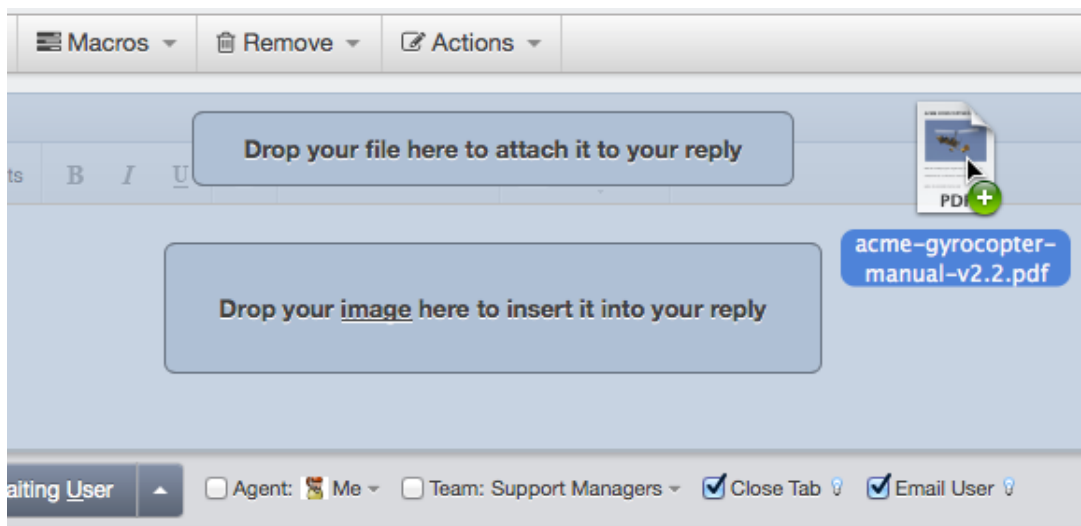 Macros Remove Actions
Drop your file here to attach it to your reply
ts B I U
PDF
acme-gyrocopter-
manual-v2.2.pdf
Drop your image here to insert it into your reply
aiting User Agent: Me Team: Support Managers Close Tab Email User